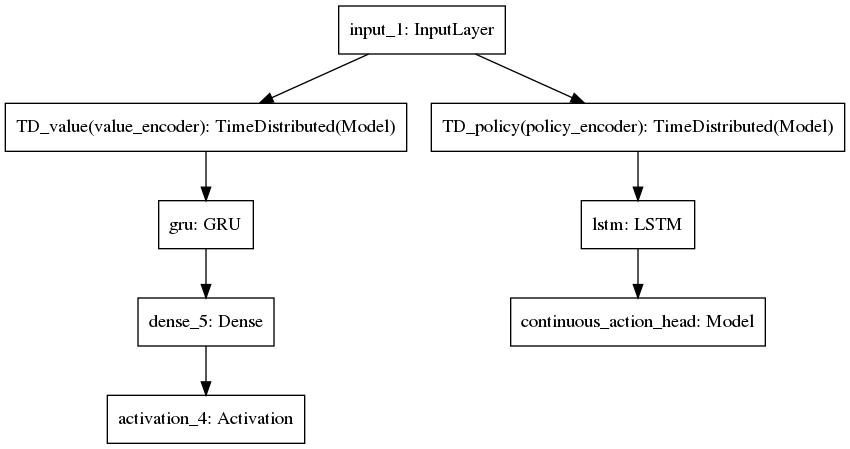 input_1: InputLayer
TD_value(value_encoder): TimeDistributed(Model)
TD_policy(policy_encoder): TimeDistributed(Model)
gru: GRU
lstm: LSTM
dense_5: Dense
continuous_action_head: Model
activation_4: Activation